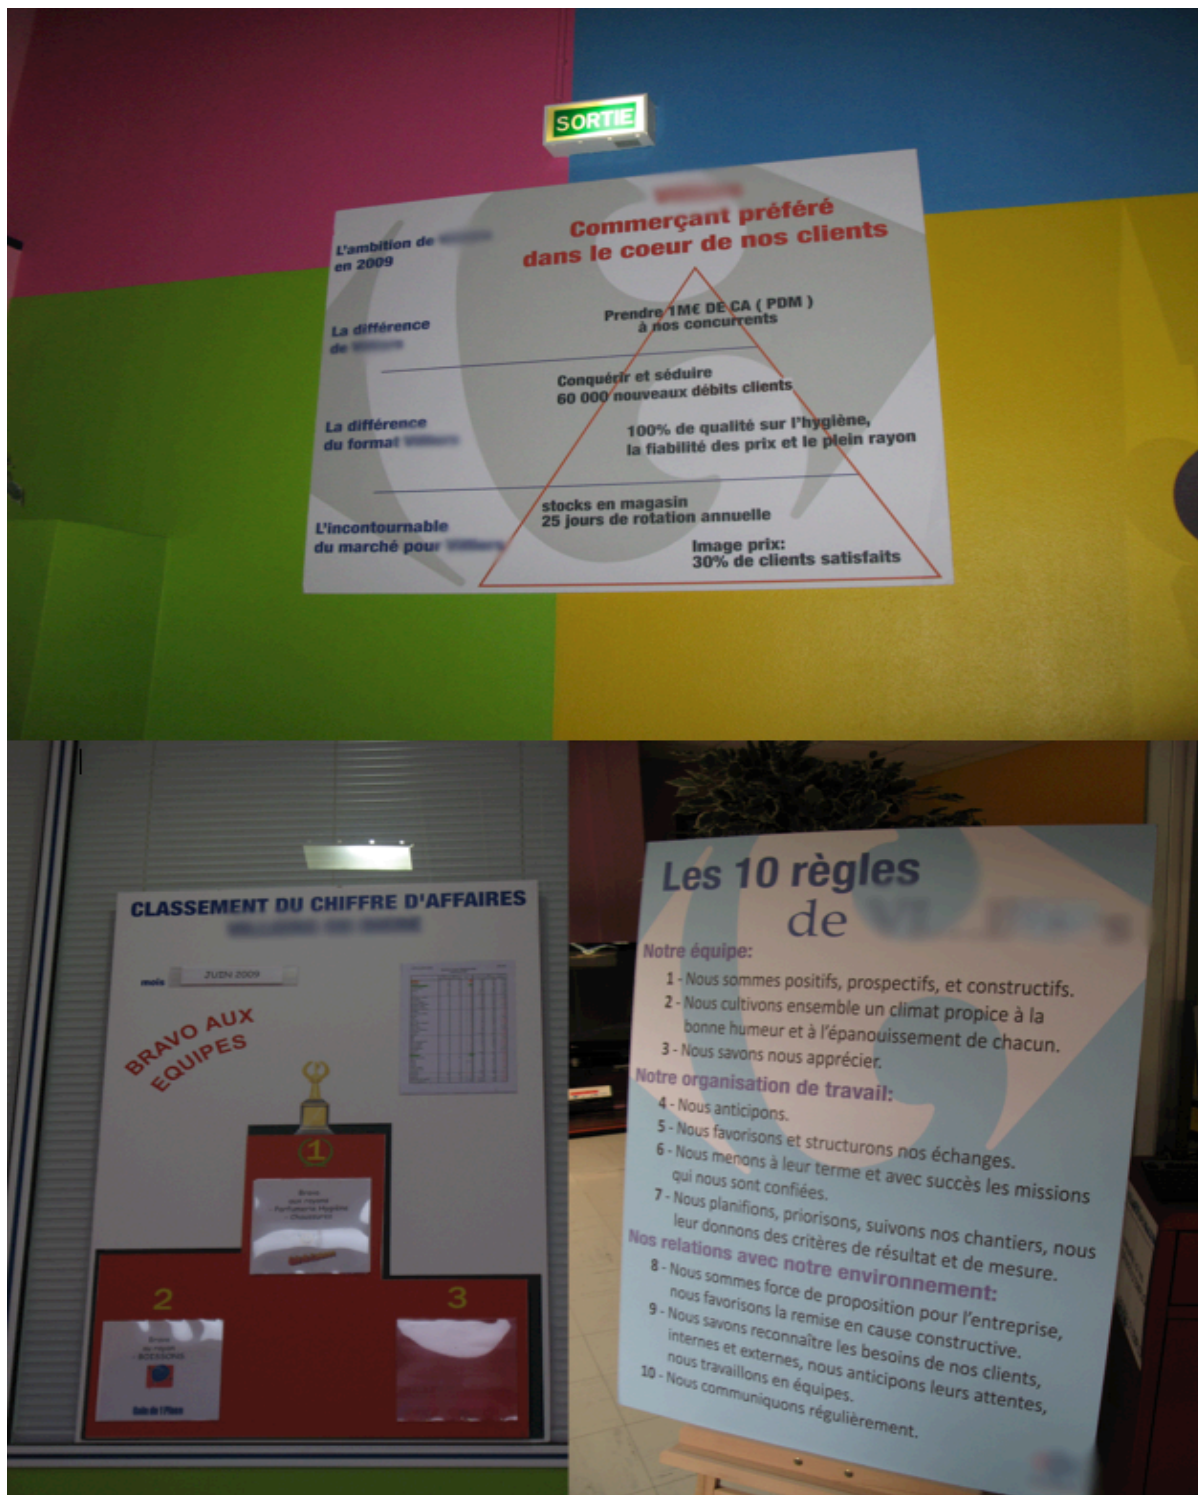 SORTIE
Commerçant préféré
dans le coeur de nos clients
L'ambition de
en 2009
Prendre 1M€ DE CA ( PDM )
à nos concurrents
La différence
de
Conquérir et séduire
60 000 nouveaux débits clients
La différence
du format
100% de qualité sur l'hygiène,
la fiabilité des prix et le plein rayon
stocks en magasin
25 jours de rotation annuelle
L'incontournable
du marché pour
Image prix:
30% de clients satisfaits
CLASSEMENT DU CHIFFRE D'AFFAIRES
mois JUIN 2009
BRAVO AUX
EQUIPES
1
Bravo
aux rayons
- Parfumerie Hygiène
- Chaussures
2
Bravo
au rayon
- BOISSONS
3
Les 10 règles
de
Notre équipe:
1 - Nous sommes positifs, prospectifs, et constructifs.
2 - Nous cultivons ensemble un climat propice à la
bonne humeur et à l'épanouissement de chacun.
3 - Nous savons nous apprécier.
Notre organisation de travail:
4 - Nous anticipons.
5 - Nous favorisons et structurons nos échanges.
6 - Nous menons à leur terme et avec succès les missions
qui nous sont confiées.
7 - Nous planifions, priorisons, suivons nos chantiers, nous
leur donnons des critères de résultat et de mesure.
Nos relations avec notre environnement:
8 - Nous sommes force de proposition pour l'entreprise,
nous favorisons la remise en cause constructive.
9 - Nous savons reconnaître les besoins de nos clients,
internes et externes, nous anticipons leurs attentes,
nous travaillons en équipes.
10 - Nous communiquons régulièrement.